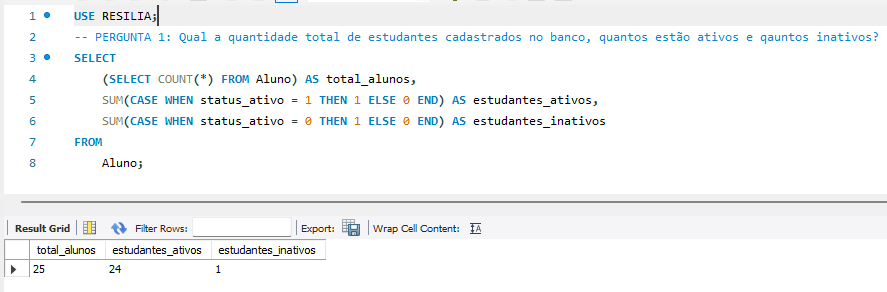 1 USE RESILIA;
2 -- PERGUNTA 1: Qual a quantidade total de estudantes cadastrados no banco, quantos estão ativos e qauntos inativos?
3 SELECT
4 (SELECT COUNT(*) FROM Aluno) AS total_alunos,
5 SUM(CASE WHEN status_ativo = 1 THEN 1 ELSE 0 END) AS estudantes_ativos,
6 SUM(CASE WHEN status_ativo = 0 THEN 1 ELSE 0 END) AS estudantes_inativos
7 FROM
8 Aluno;
Result Grid Filter Rows: Export: Wrap Cell Content:
total_alunos estudantes_ativos estudantes_inativos
25 24 1